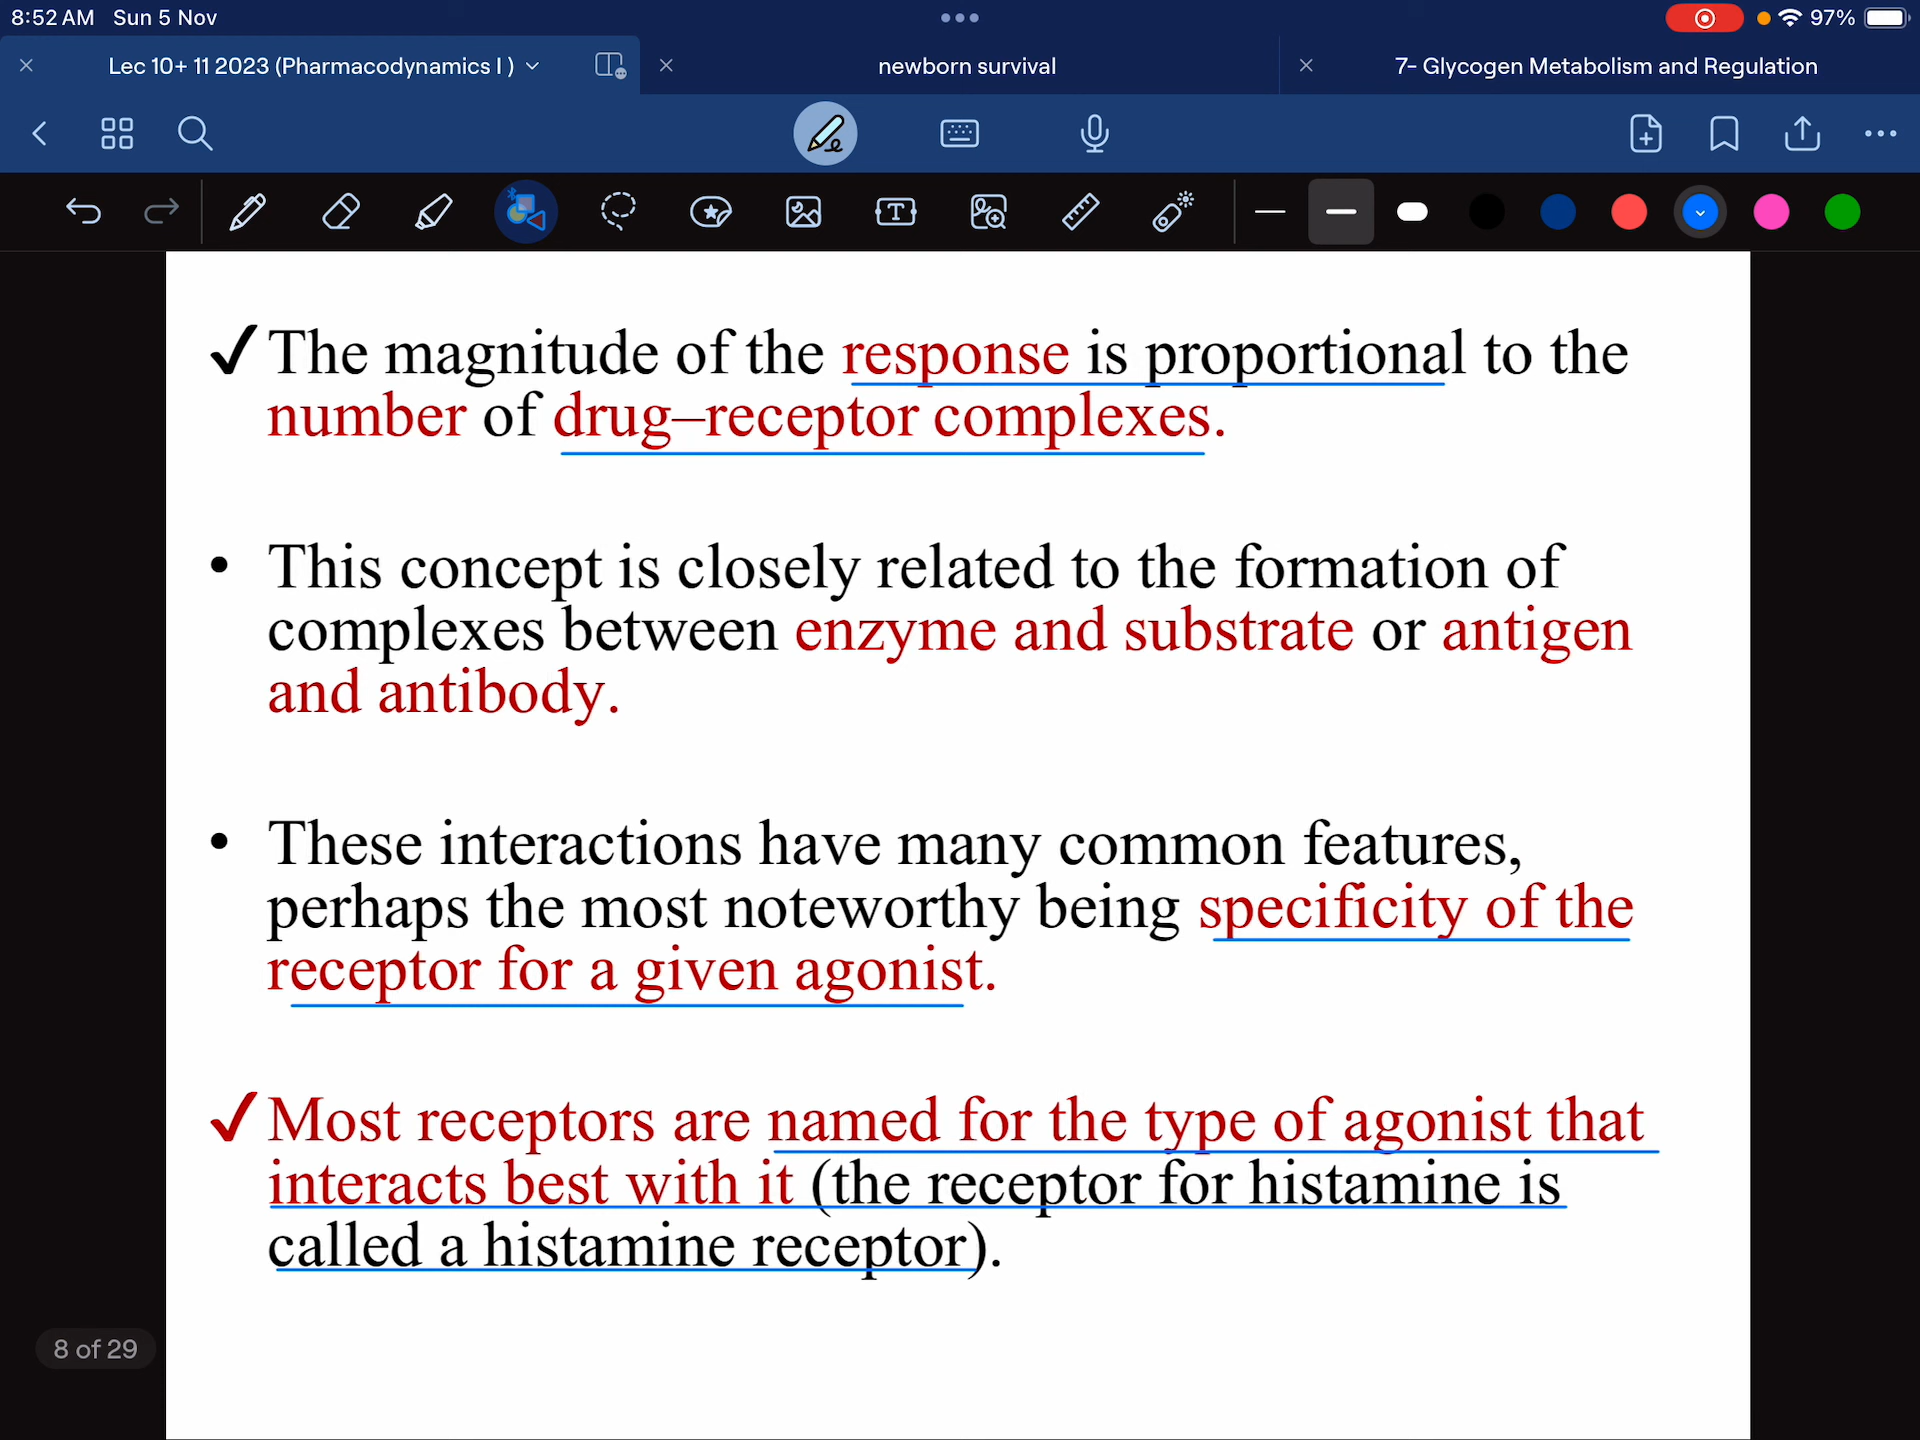 8:52 AM Sun 5 Nov
97%
Lec 10+ 11 2023 (Pharmacodynamics I )
newborn survival
7- Glycogen Metabolism and Regulation
✓The magnitude of the response is proportional to the
number of drug–receptor complexes.
• This concept is closely related to the formation of
complexes between enzyme and substrate or antigen
and antibody.
• These interactions have many common features,
perhaps the most noteworthy being specificity of the
receptor for a given agonist.
✓Most receptors are named for the type of agonist that
interacts best with it (the receptor for histamine is
called a histamine receptor).
8 of 29